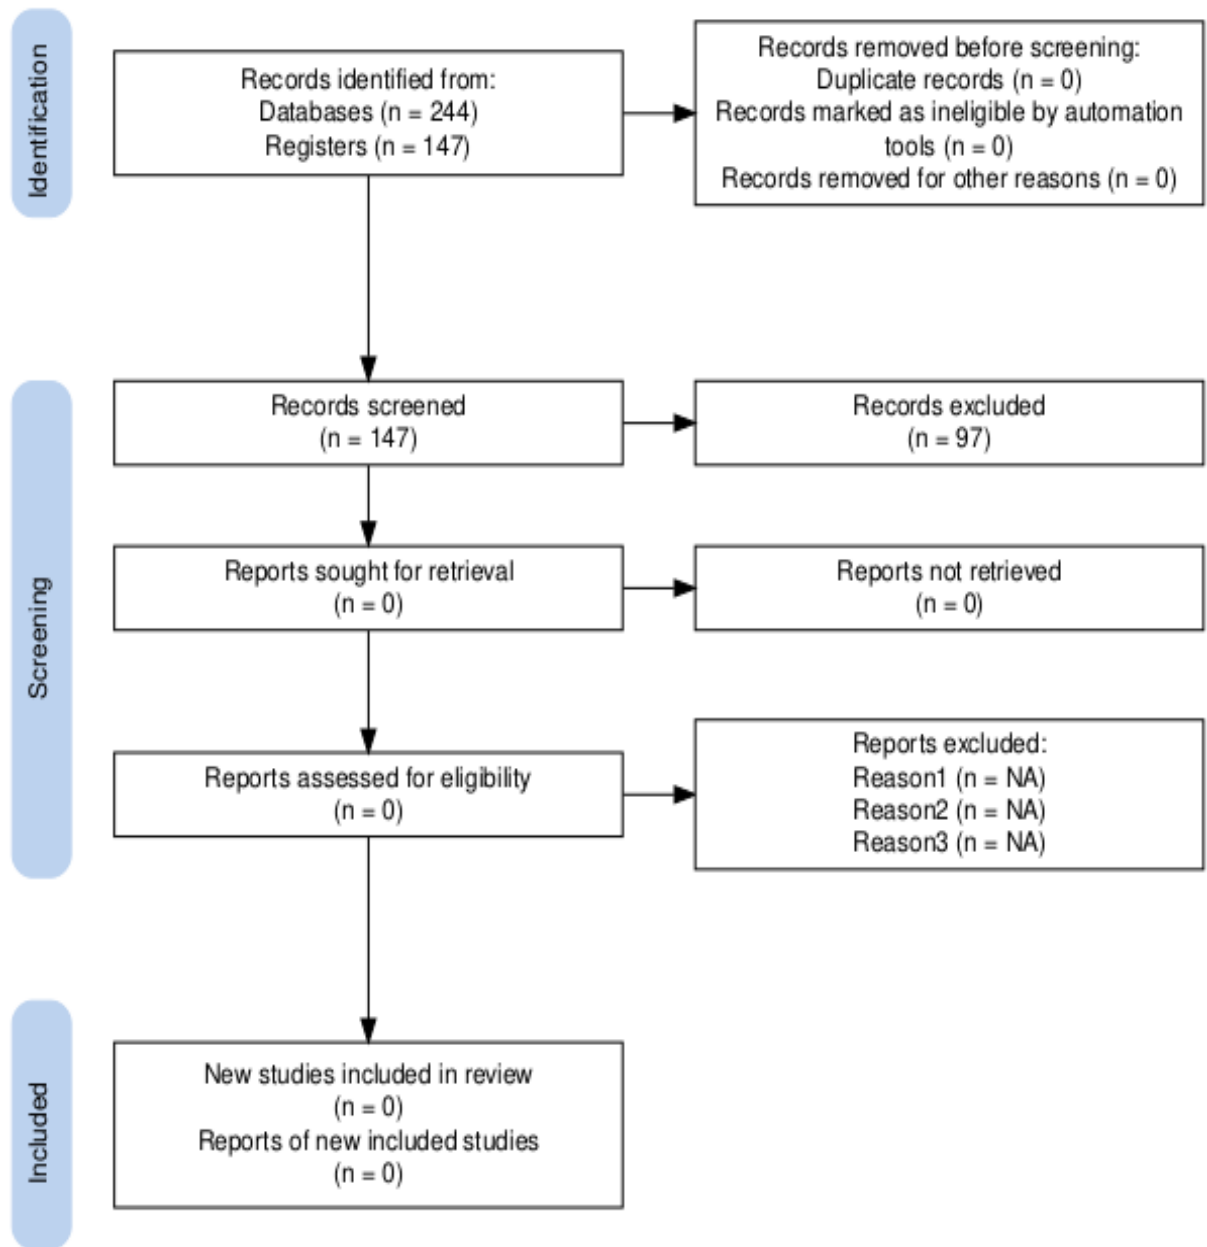 Identification
Records identified from:
Databases (n = 244)
Registers (n = 147)
Records removed before screening:
Duplicate records (n = 0)
Records marked as ineligible by automation
tools (n = 0)
Records removed for other reasons (n = 0)
Screening
Records screened
(n = 147)
Records excluded
(n = 97)
Reports sought for retrieval
(n = 0)
Reports not retrieved
(n = 0)
Reports assessed for eligibility
(n = 0)
Reports excluded:
Reason1 (n = NA)
Reason2 (n = NA)
Reason3 (n = NA)
Included
New studies included in review
(n = 0)
Reports of new included studies
(n = 0)